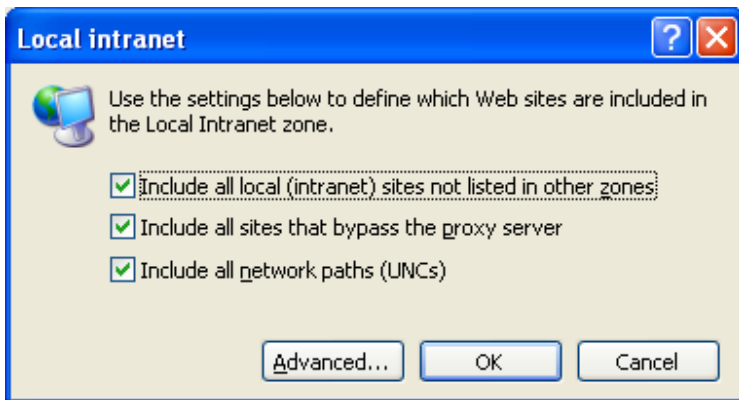 Local intranet
Use the settings below to define which Web sites are included in
the Local Intranet zone.
Include all local (intranet) sites not listed in other zones
Include all sites that bypass the proxy server
Include all network paths (UNCs)
Advanced... OK Cancel